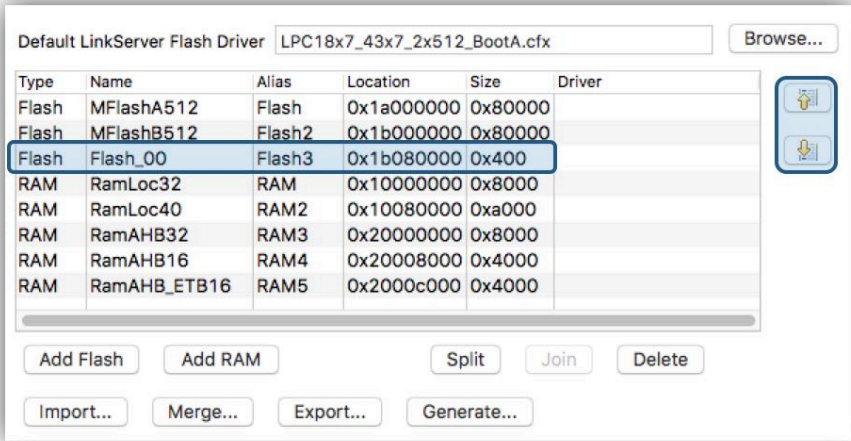 Default LinkServer Flash Driver LPC18x7_43x7_2x512_BootA.cfx Browse...
Type Name Alias Location Size Driver
Flash MFlashA512 Flash 0x1a000000 0x80000
Flash MFlashB512 Flash2 0x1b000000 0x80000
Flash Flash_00 Flash3 0x1b080000 0x400
RAM RamLoc32 RAM 0x10000000 0x8000
RAM RamLoc40 RAM2 0x10080000 0xa000
RAM RamAHB32 RAM3 0x20000000 0x8000
RAM RamAHB16 RAM4 0x20008000 0x4000
RAM RamAHB_ETB16 RAM5 0x2000c000 0x4000
Add Flash Add RAM Split Join Delete
Import... Merge... Export... Generate...